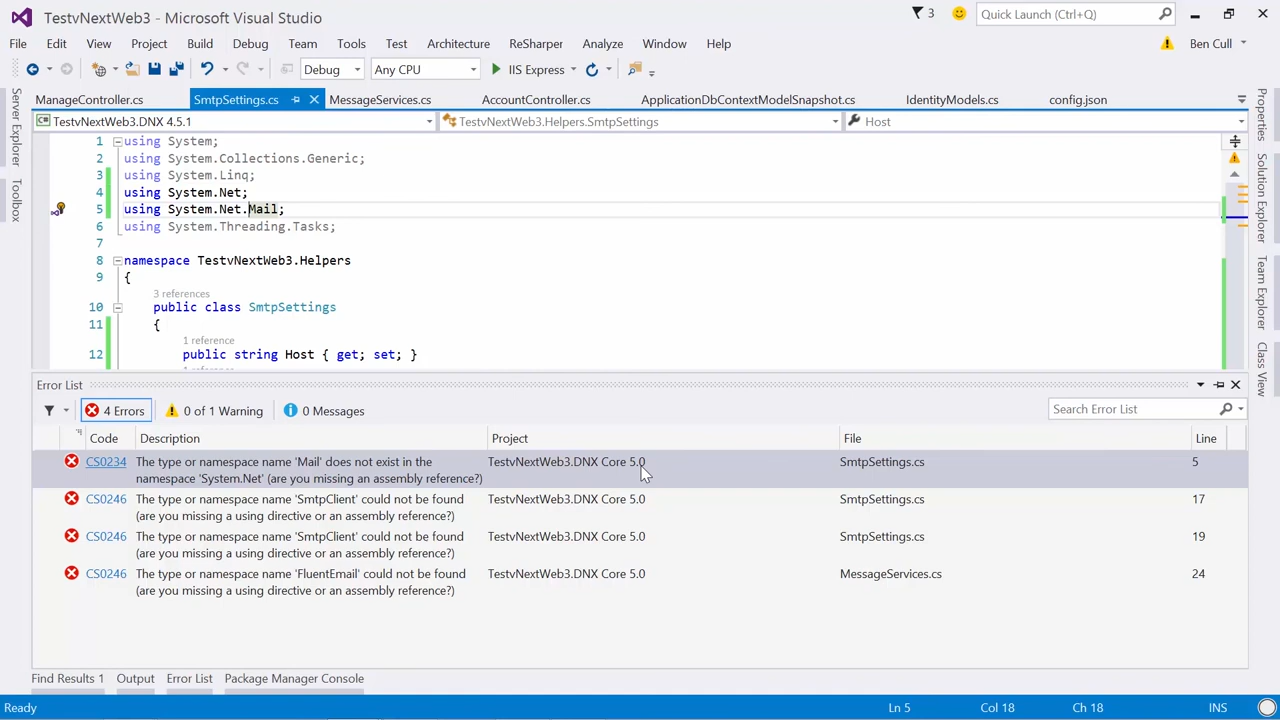 TestvNextWeb3 - Microsoft Visual Studio
3
Quick Launch (Ctrl+Q)
File Edit View Project Build Debug Team Tools Test Architecture ReSharper Analyze Window Help
Ben Cull
Debug Any CPU IIS Express
ManageController.cs SmtpSettings.cs MessageServices.cs AccountController.cs ApplicationDbContextModelSnapshot.cs IdentityModels.cs config.json
TestvNextWeb3.DNX 4.5.1 TestvNextWeb3.Helpers.SmtpSettings Host
Server Explorer
Toolbox
1 using System;
2 using System.Collections.Generic;
3 using System.Linq;
4 using System.Net;
5 using System.Net.Mail;
6 using System.Threading.Tasks;
7
8 namespace TestvNextWeb3.Helpers
9 {
3 references
10 public class SmtpSettings
11 {
1 reference
12 public string Host { get; set; }
Properties
Solution Explorer
Team Explorer
Class View
Error List
4 Errors 0 of 1 Warning 0 Messages
Search Error List
Code Description Project File Line
CS0234 The type or namespace name 'Mail' does not exist in the TestvNextWeb3.DNX Core 5.0 SmtpSettings.cs 5
namespace 'System.Net' (are you missing an assembly reference?)
CS0246 The type or namespace name 'SmtpClient' could not be found TestvNextWeb3.DNX Core 5.0 SmtpSettings.cs 17
(are you missing a using directive or an assembly reference?)
CS0246 The type or namespace name 'SmtpClient' could not be found TestvNextWeb3.DNX Core 5.0 SmtpSettings.cs 19
(are you missing a using directive or an assembly reference?)
CS0246 The type or namespace name 'FluentEmail' could not be found TestvNextWeb3.DNX Core 5.0 MessageServices.cs 24
(are you missing a using directive or an assembly reference?)
Find Results 1 Output Error List Package Manager Console
Ready Ln 5 Col 18 Ch 18 INS